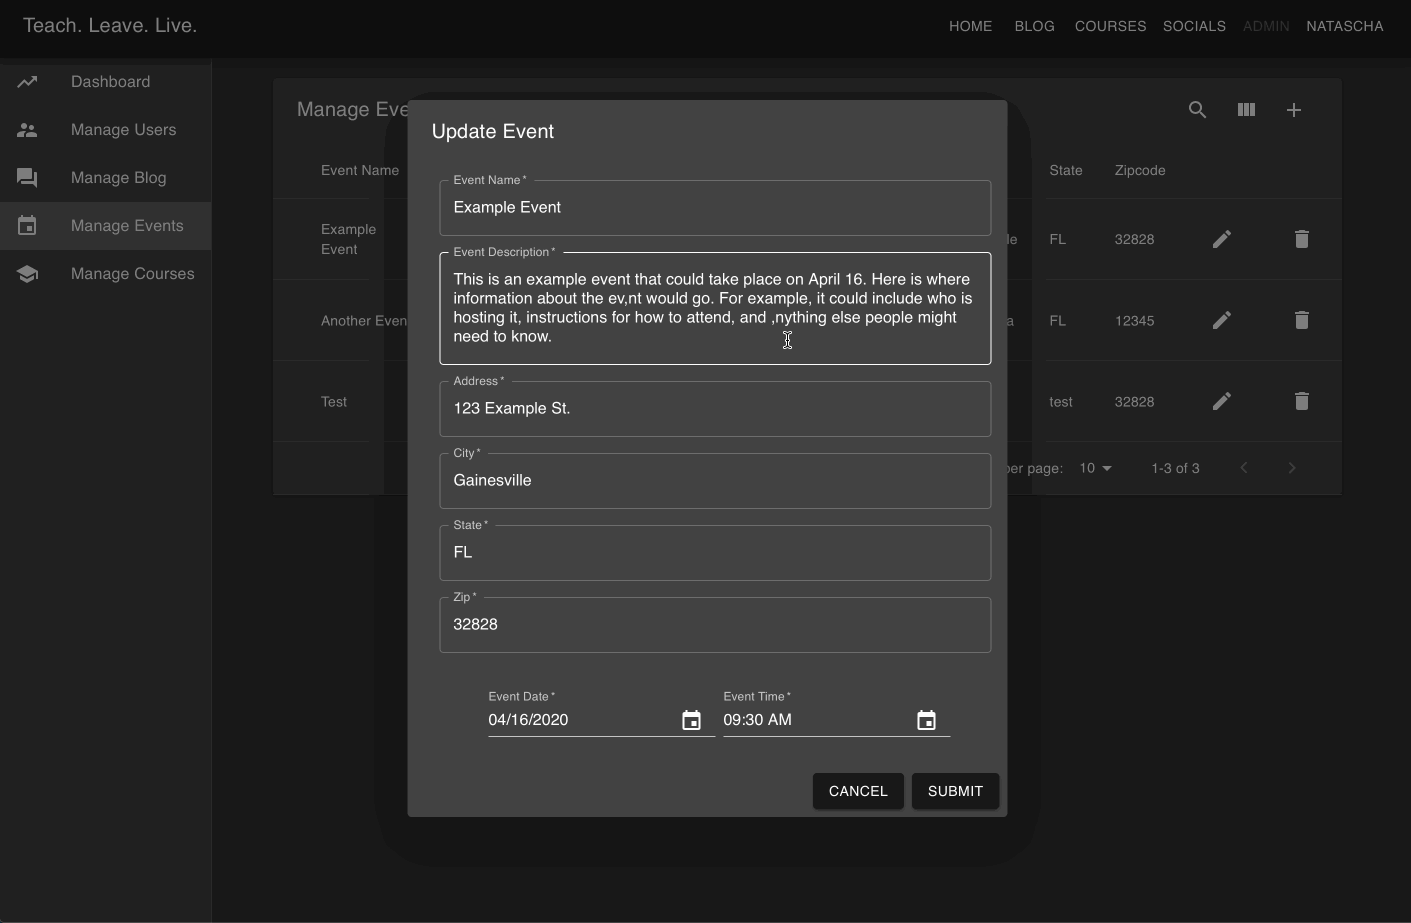 Teach. Leave. Live.
HOME BLOG COURSES SOCIALS ADMIN NATASCHA
Dashboard
Manage Users
Manage Blog
Manage Events
Manage Courses
Manage Eve
Event Name State Zipcode
Example
Event
le FL 32828
Another Even
a FL 12345
Test
test 32828
per page: 10 1-3 of 3
Update Event
Event Name *
Example Event
Event Description *
This is an example event that could take place on April 16. Here is where
information about the ev,nt would go. For example, it could include who is
hosting it, instructions for how to attend, and ,nything else people might
need to know.
Address *
123 Example St.
City *
Gainesville
State *
FL
Zip *
32828
Event Date * Event Time *
04/16/2020 09:30 AM
CANCEL SUBMIT